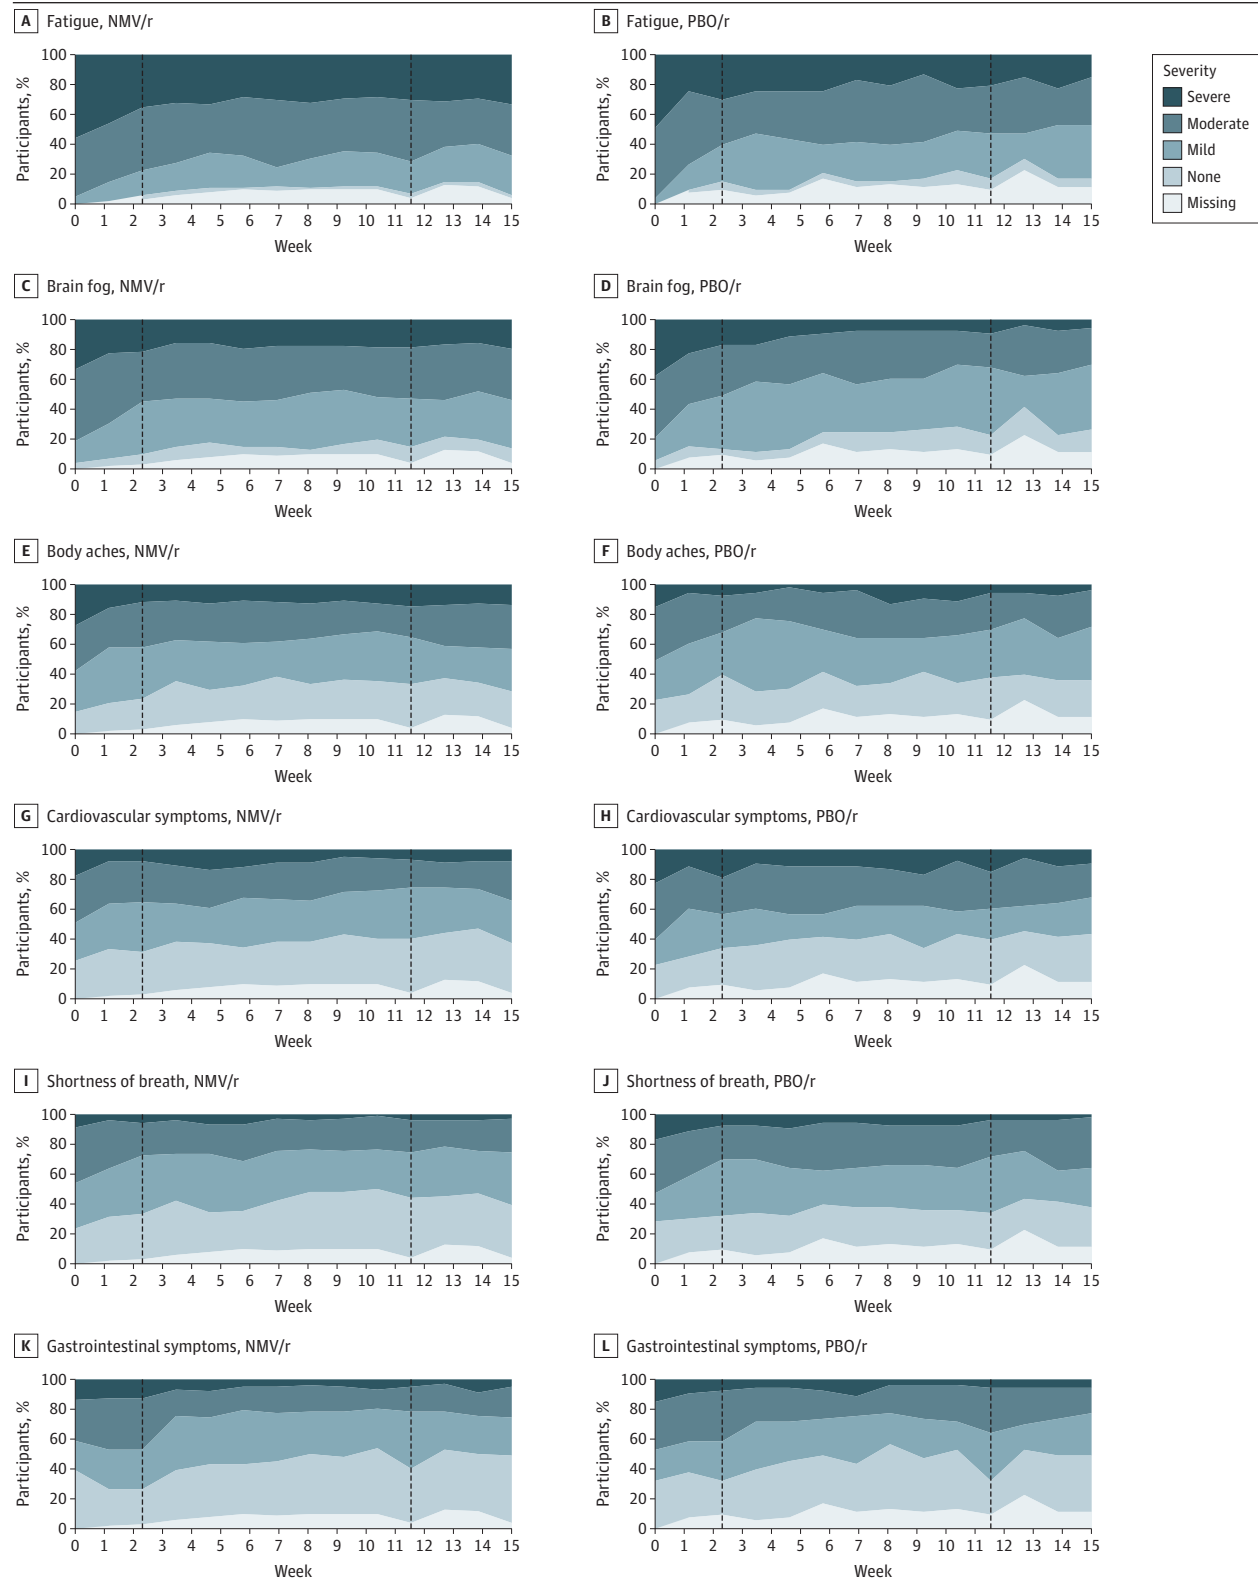 A Fatigue, NMV/r
100
80
60
40
20
0
Participants, %
0 1 2 3 4 5 6 7 8 9 10 11 12 13 14 15
Week
B Fatigue, PBO/r
100
80
60
40
20
0
Participants, %
0 1 2 3 4 5 6 7 8 9 10 11 12 13 14 15
Week
Severity
Severe
Moderate
Mild
None
Missing
C Brain fog, NMV/r
100
80
60
40
20
0
Participants, %
0 1 2 3 4 5 6 7 8 9 10 11 12 13 14 15
Week
D Brain fog, PBO/r
100
80
60
40
20
0
Participants, %
0 1 2 3 4 5 6 7 8 9 10 11 12 13 14 15
Week
E Body aches, NMV/r
100
80
60
40
20
0
Participants, %
0 1 2 3 4 5 6 7 8 9 10 11 12 13 14 15
Week
F Body aches, PBO/r
100
80
60
40
20
0
Participants, %
0 1 2 3 4 5 6 7 8 9 10 11 12 13 14 15
Week
G Cardiovascular symptoms, NMV/r
100
80
60
40
20
0
Participants, %
0 1 2 3 4 5 6 7 8 9 10 11 12 13 14 15
Week
H Cardiovascular symptoms, PBO/r
100
80
60
40
20
0
Participants, %
0 1 2 3 4 5 6 7 8 9 10 11 12 13 14 15
Week
I Shortness of breath, NMV/r
100
80
60
40
20
0
Participants, %
0 1 2 3 4 5 6 7 8 9 10 11 12 13 14 15
Week
J Shortness of breath, PBO/r
100
80
60
40
20
0
Participants, %
0 1 2 3 4 5 6 7 8 9 10 11 12 13 14 15
Week
K Gastrointestinal symptoms, NMV/r
100
80
60
40
20
0
Participants, %
0 1 2 3 4 5 6 7 8 9 10 11 12 13 14 15
Week
L Gastrointestinal symptoms, PBO/r
100
80
60
40
20
0
Participants, %
0 1 2 3 4 5 6 7 8 9 10 11 12 13 14 15
Week